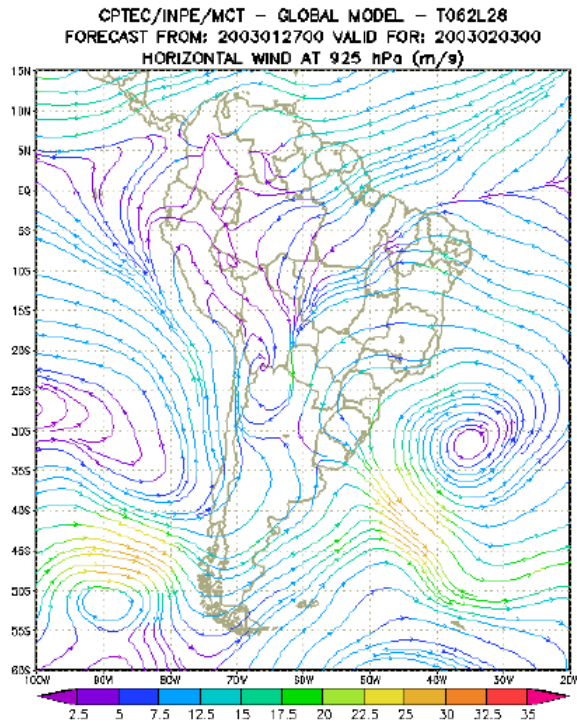 CPTEC/INPE/MCT - GLOBAL MODEL - T062L28
FORECAST FROM: 2003012700 VALID FOR: 2003020300
HORIZONTAL WIND AT 925 hPa (m/s)
15N
10N
5N
EQ
5S
10S
15S
20S
25S
30S
35S
40S
45S
50S
55S
60S
100W 90W 80W 70W 60W 50W 40W 30W 20W
2.5 5 7.5 12.5 15 17.5 20 22.5 25 30 32.5 35